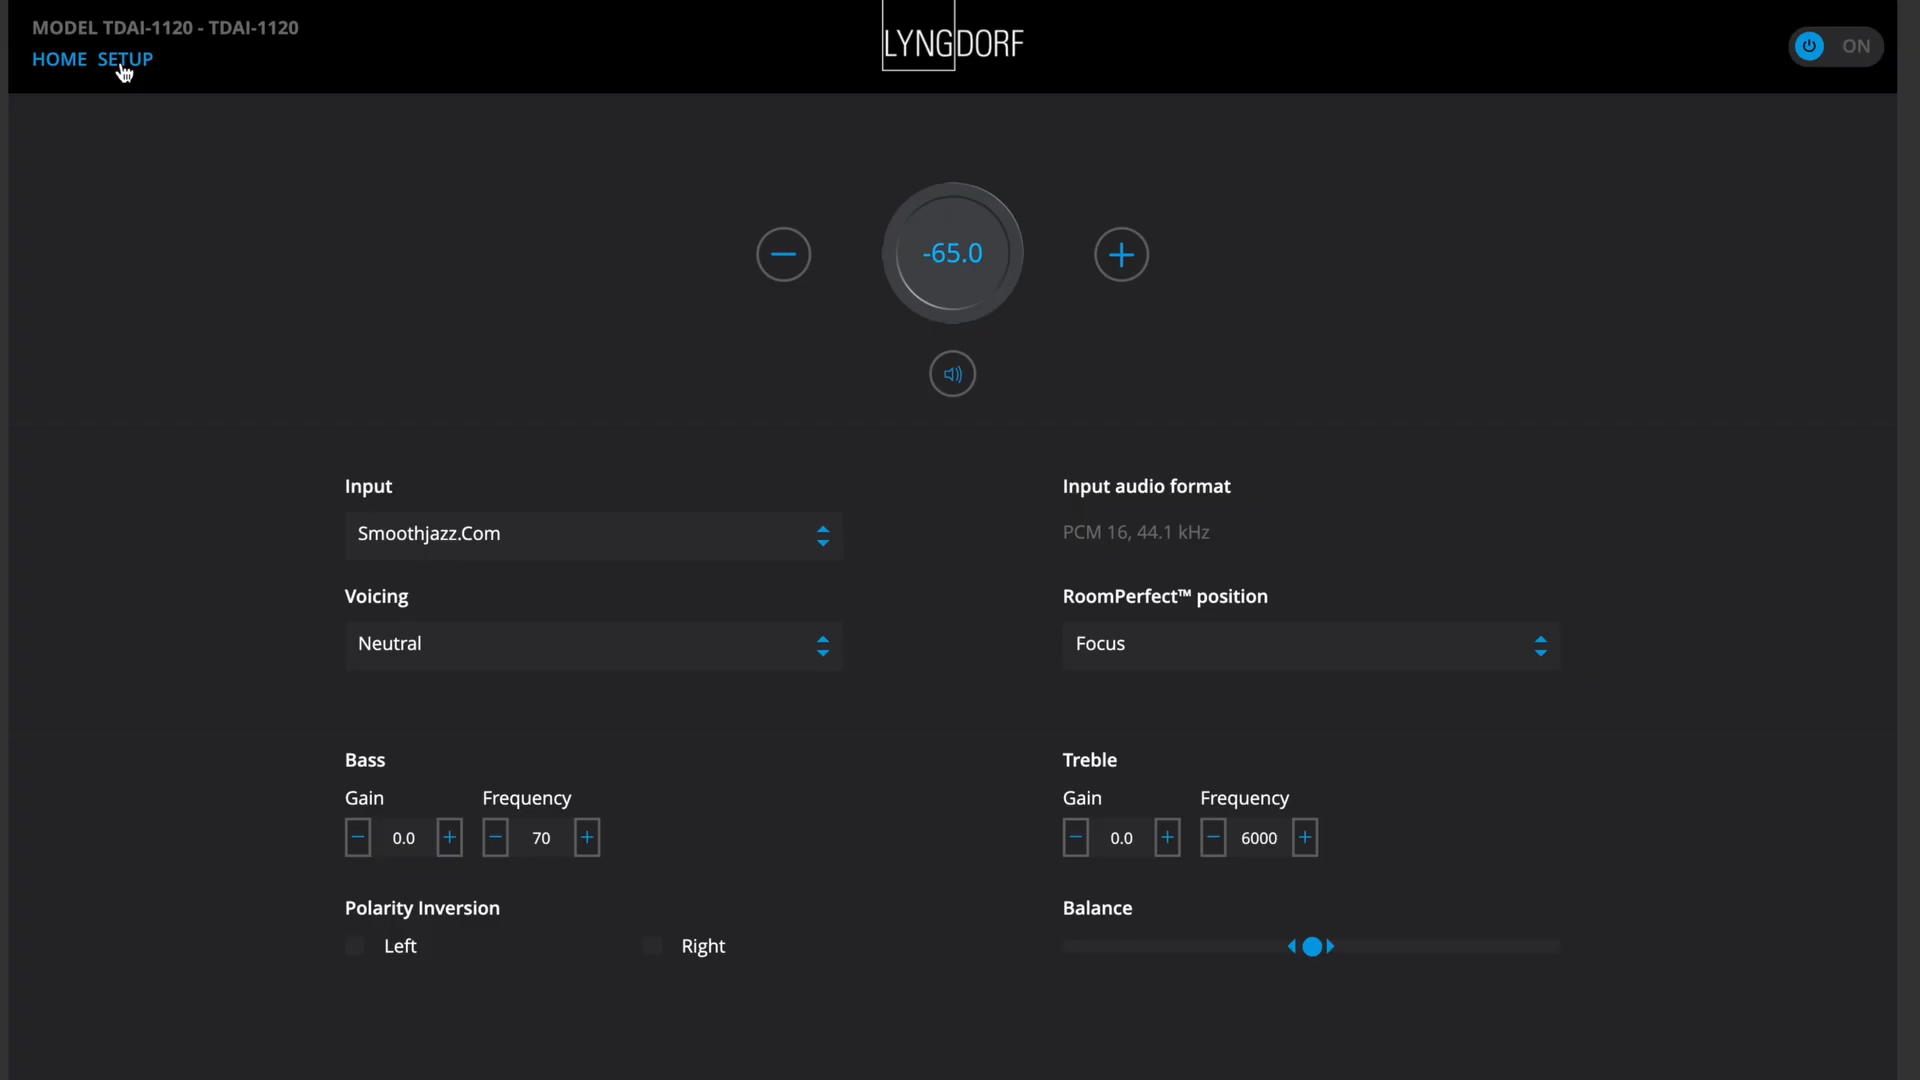 MODEL TDAI-1120 - TDAI-1120
HOME SETUP
LYNGDORF
ON
-65.0
Input
Smoothjazz.Com
Input audio format
PCM 16, 44.1 kHz
Voicing
Neutral
RoomPerfect™ position
Focus
Bass
Gain Frequency
0.0 70
Treble
Gain Frequency
0.0 6000
Polarity Inversion
Left Right
Balance